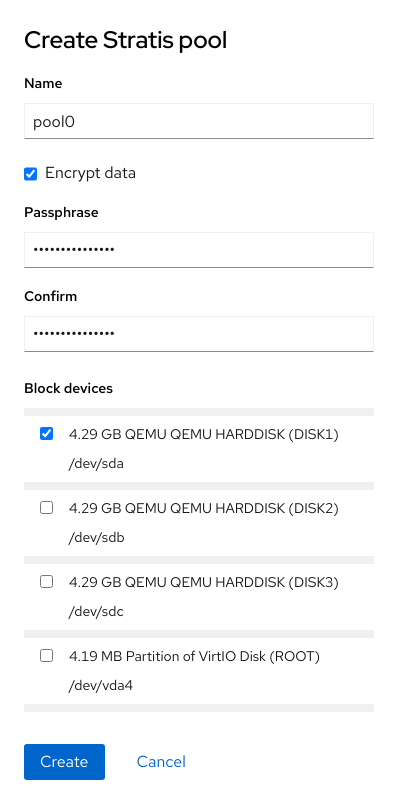 Create Stratis pool
Name
pool0
Encrypt data
Passphrase
•••••••••••••••
Confirm
•••••••••••••••
Block devices
4.29 GB QEMU QEMU HARDDISK (DISK1)
/dev/sda
4.29 GB QEMU QEMU HARDDISK (DISK2)
/dev/sdb
4.29 GB QEMU QEMU HARDDISK (DISK3)
/dev/sdc
4.19 MB Partition of VirtIO Disk (ROOT)
/dev/vda4
Create Cancel